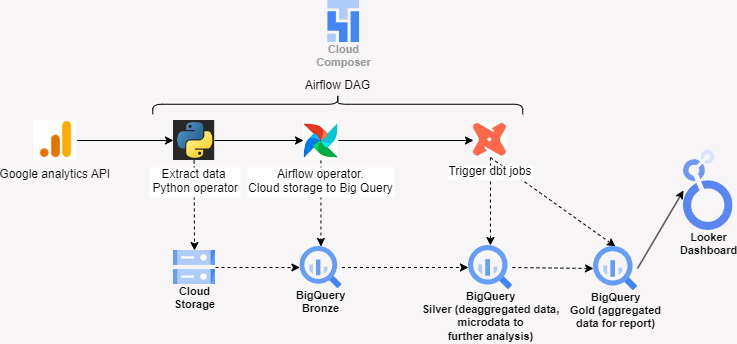 Cloud
Composer
Airflow DAG
Google analytics API
Extract data
Python operator
Airflow operator.
Cloud storage to Big Query
Trigger dbt jobs
Looker
Dashboard
Cloud
Storage
BigQuery
Bronze
BigQuery
Silver (deaggregated data,
microdata to
further analysis)
BigQuery
Gold (aggregated
data for report)